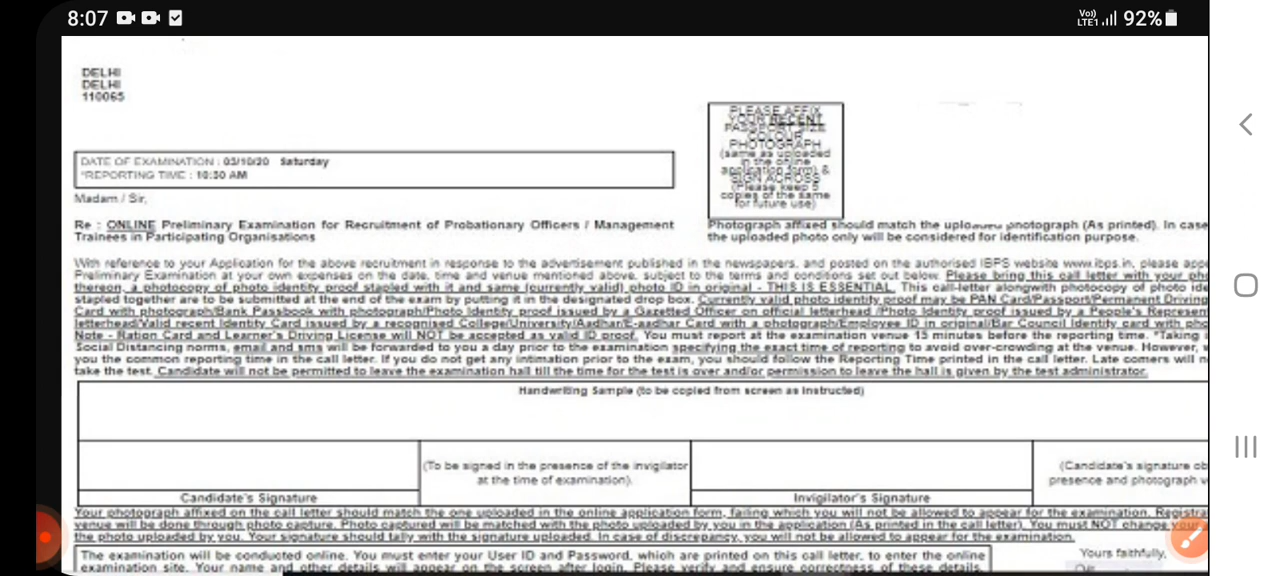 8:07
Vo)) LTE1 92%
DELHI
DELHI
110065
PLEASE AFFIX
YOUR RECENT
PASSPORT SIZE
COLOUR
PHOTOGRAPH
(same as uploaded
in the online
application form) &
SIGN ACROSS
(Please keep 5
copies of the same
for future use)
DATE OF EXAMINATION : 03/10/20 Saturday
*REPORTING TIME : 10:30 AM
Madam / Sir,
Re : ONLINE Preliminary Examination for Recruitment of Probationary Officers / Management
Trainees in Participating Organisations
Photograph affixed should match the uploaded photograph (As printed). In case
the uploaded photo only will be considered for identification purpose.
With reference to your Application for the above recruitment in response to the advertisement published in the newspapers, and posted on the authorised IBPS website www.ibps.in, please appe
Preliminary Examination at your own expenses on the date, time and venue mentioned above, subject to the terms and conditions set out below. Please bring this call letter with your pho
thereon, a photocopy of photo identity proof stapled with it and same (currently valid) photo ID in original - THIS IS ESSENTIAL. This call-letter alongwith photocopy of photo ide
stapled together are to be submitted at the end of the exam by putting it in the designated drop box. Currently valid photo identity proof may be PAN Card/Passport/Permanent Driving
Card with photograph/Bank Passbook with photograph/Photo Identity proof issued by a Gazetted Officer on official letterhead /Photo Identity proof issued by a People's Represen
letterhead/Valid recent Identity Card issued by a recognised College/University/Aadhar/E-aadhar Card with a photograph/Employee ID in original/Bar Council Identity card with pho
Note - Ration Card and Learner's Driving License will NOT be accepted as valid ID proof. You must report at the examination venue 15 minutes before the reporting time. *Taking
Social Distancing norms, email and sms will be forwarded to you a day prior to the examination specifying the exact time of reporting to avoid over-crowding at the venue. However,
you the common reporting time in the call letter. If you do not get any intimation prior to the exam, you should follow the Reporting Time printed in the call letter. Late comers will n
take the test. Candidate will not be permitted to leave the examination hall till the time for the test is over and/or permission to leave the hall is given by the test administrator.
Handwriting Sample (to be copied from screen as instructed)
(To be signed in the presence of the invigilator
at the time of examination).
(Candidate's signature ob
presence and photograph v
Candidate's Signature
Invigilator's Signature
Your photograph affixed on the call letter should match the one uploaded in the online application form, failing which you will not be allowed to appear for the examination. Registra
venue will be done through photo capture. Photo captured will be matched with the photo uploaded by you in the application (As printed in the call letter). You must NOT change your
the photo uploaded by you. Your signature should tally with the signature uploaded. In case of discrepancy, you will not be allowed to appear for the examination.
The examination will be conducted online. You must enter your User ID and Password, which are printed on this call letter, to enter the online
examination site. Your name and other details will appear on the screen after login. Please verify and ensure correctness of these details.
Yours faithfully,